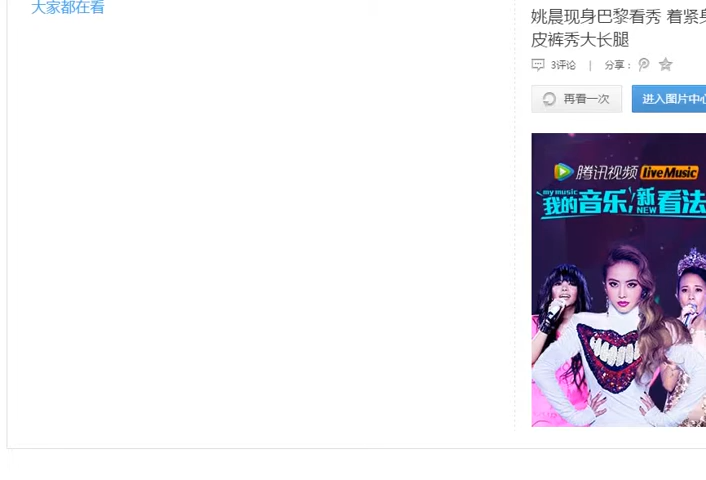 大家都在看
姚晨现身巴黎看秀 着紧
皮裤秀大长腿
3评论 | 分享：
再看一次 进入图片中心
腾讯视频 live Music
my music
我的音乐，新看法
NEW